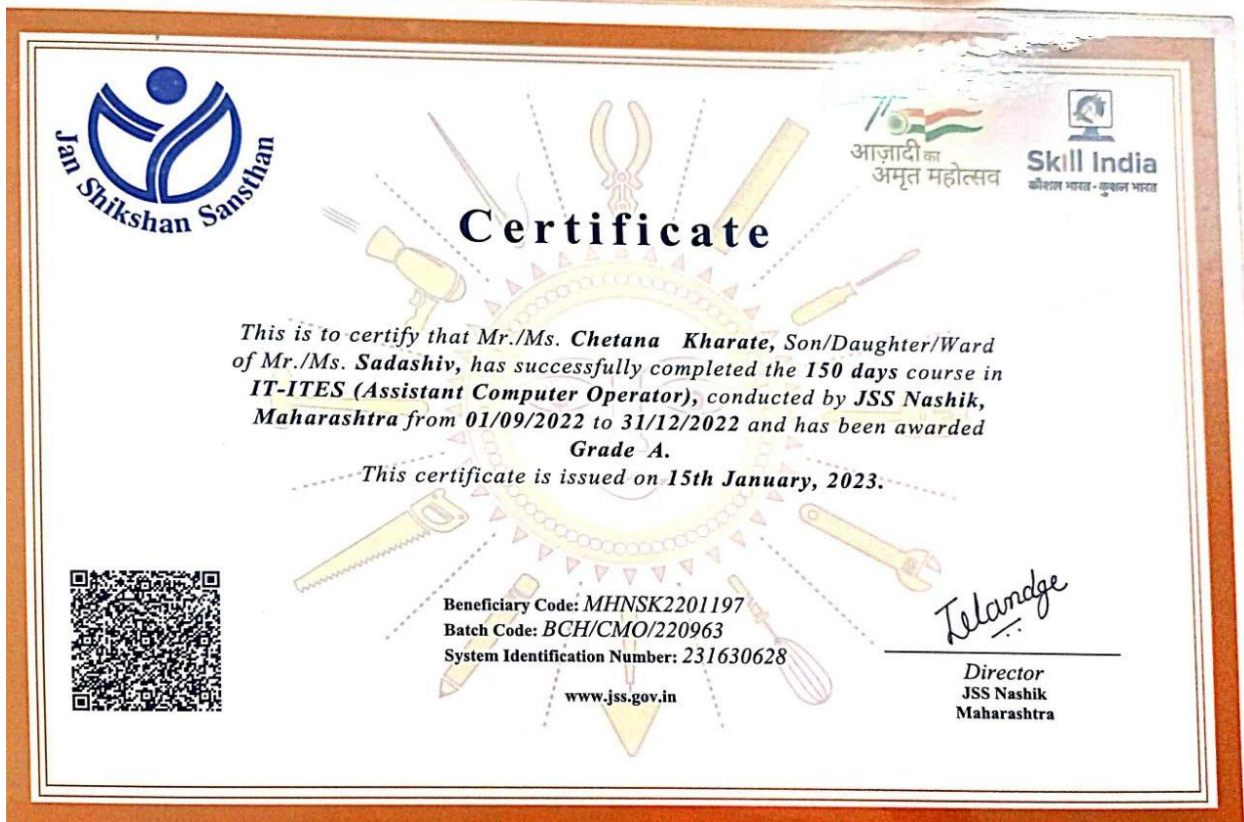 Jan Shikshan Sansthan
आज़ादी का
अमृत महोत्सव
Skill India
कौशल भारत - कुशल भारत
Certificate
This is to certify that Mr./Ms. Chetana Kharate, Son/Daughter/Ward
of Mr./Ms. Sadashiv, has successfully completed the 150 days course in
IT-ITES (Assistant Computer Operator), conducted by JSS Nashik,
Maharashtra from 01/09/2022 to 31/12/2022 and has been awarded
Grade A.
This certificate is issued on 15th January, 2023.
Beneficiary Code: MHNSK2201197
Batch Code: BCH/CMO/220963
System Identification Number: 231630628
www.jss.gov.in
Director
JSS Nashik
Maharashtra